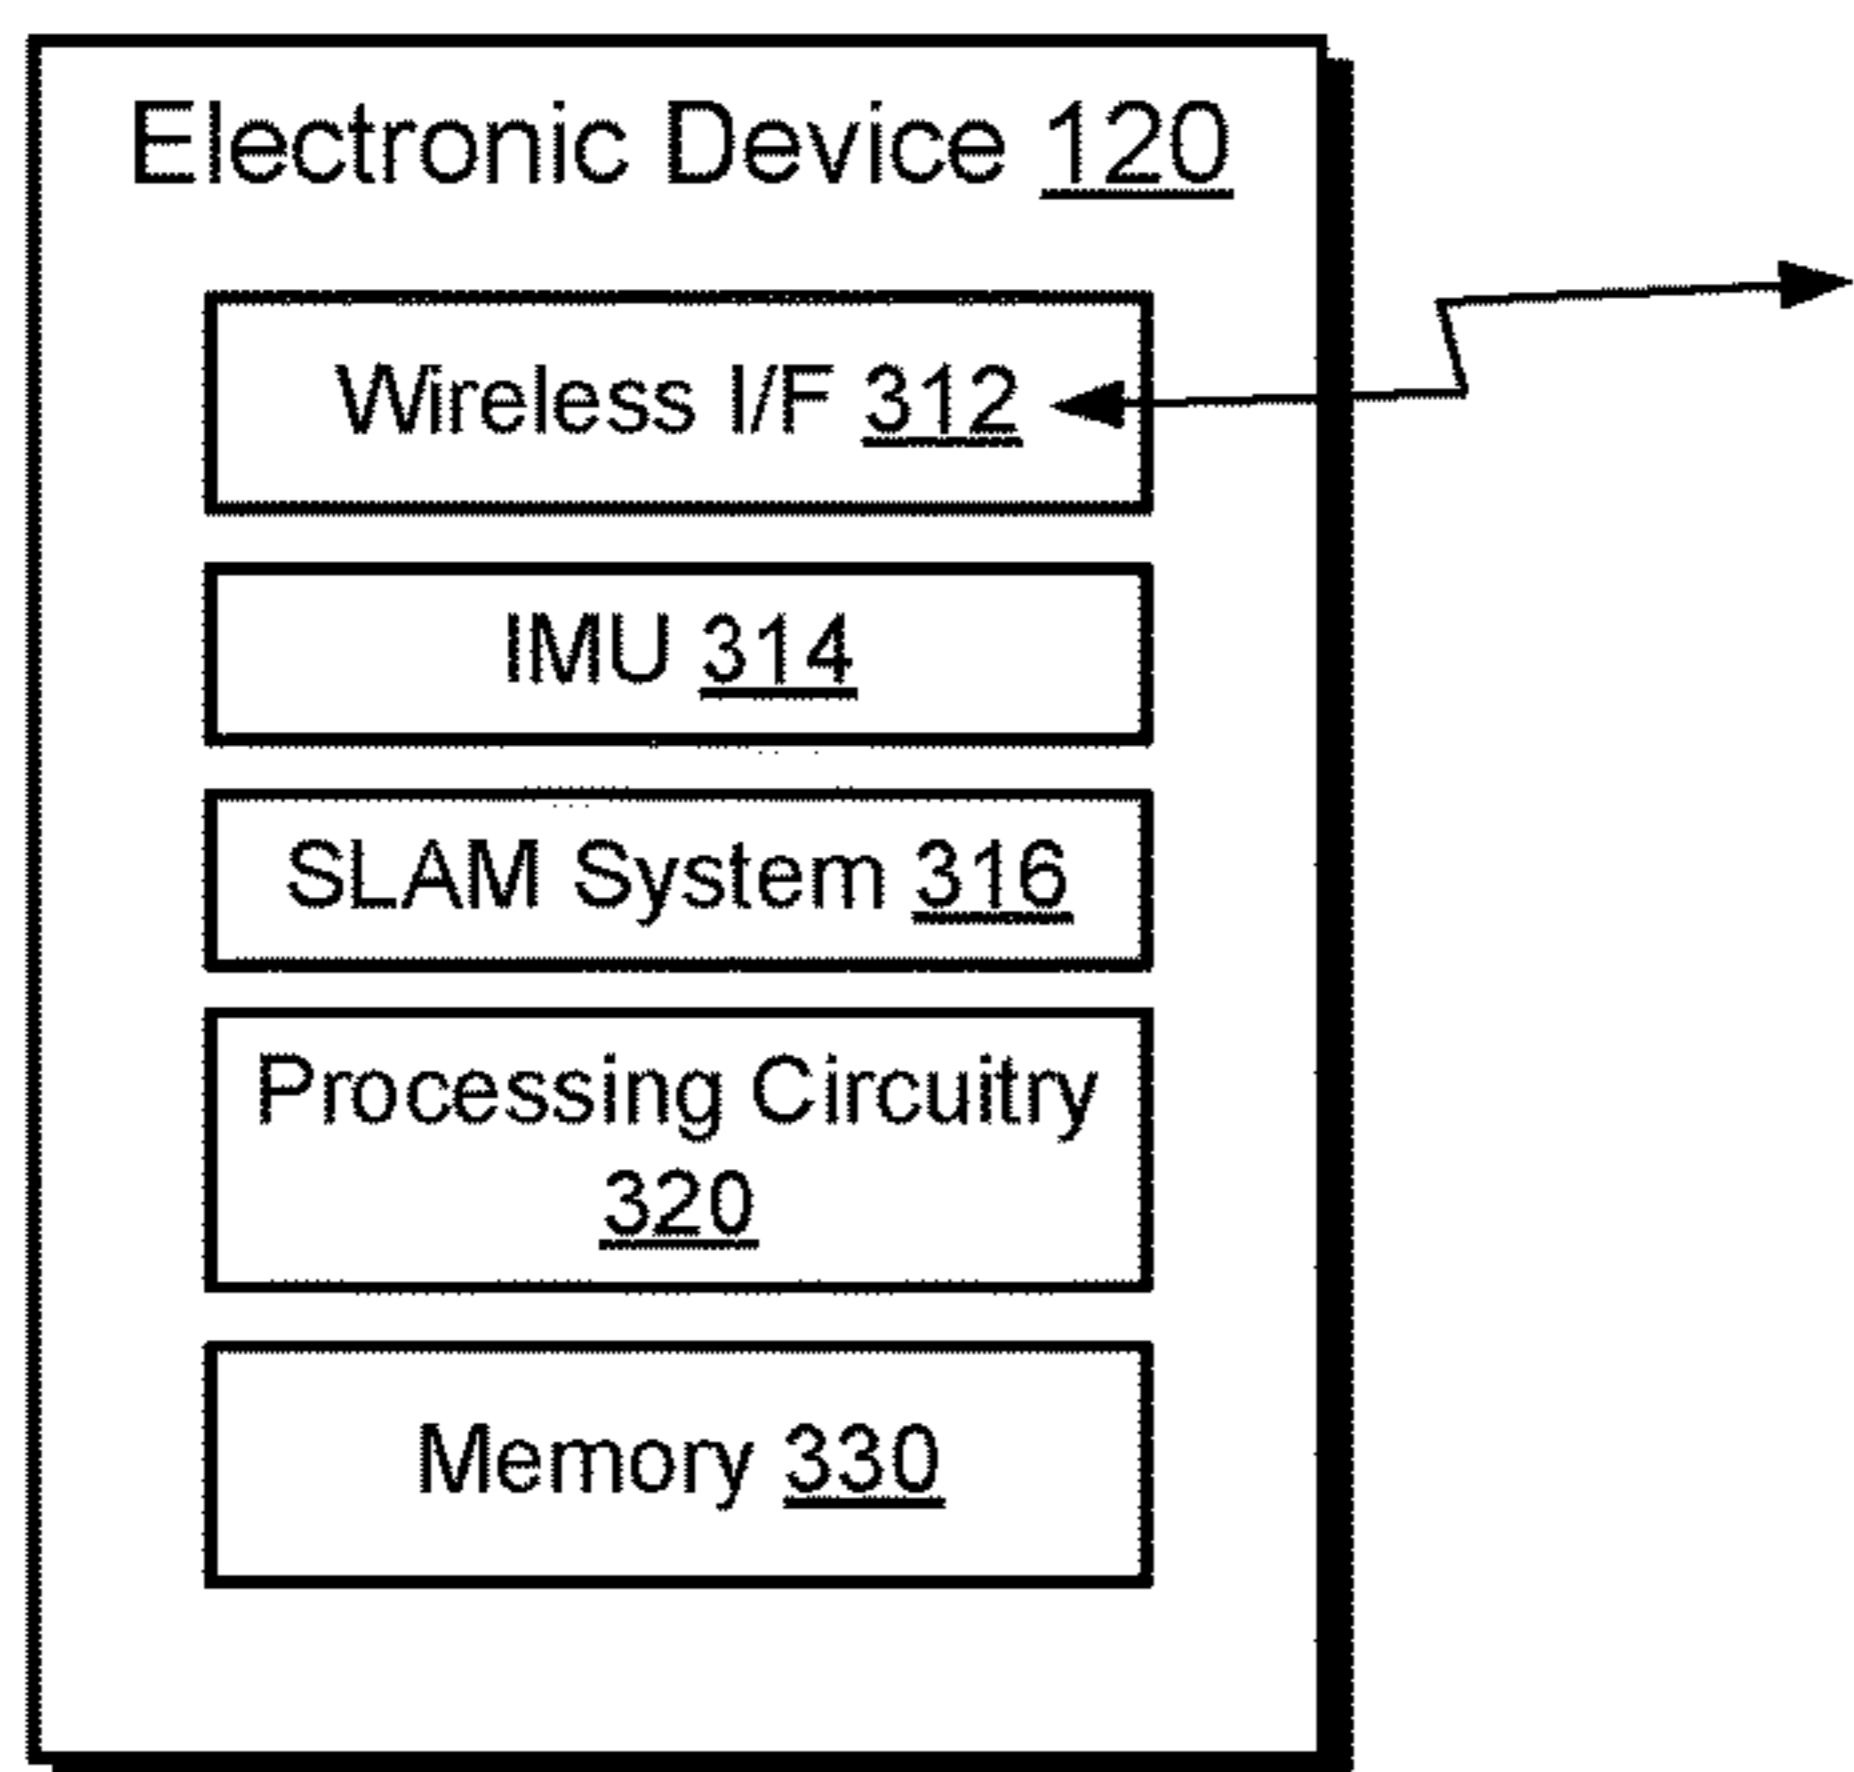 Electronic Device 120
Wireless I/F 312
IMU 314
SLAM System 316
Processing Circuitry
320
Memory 330